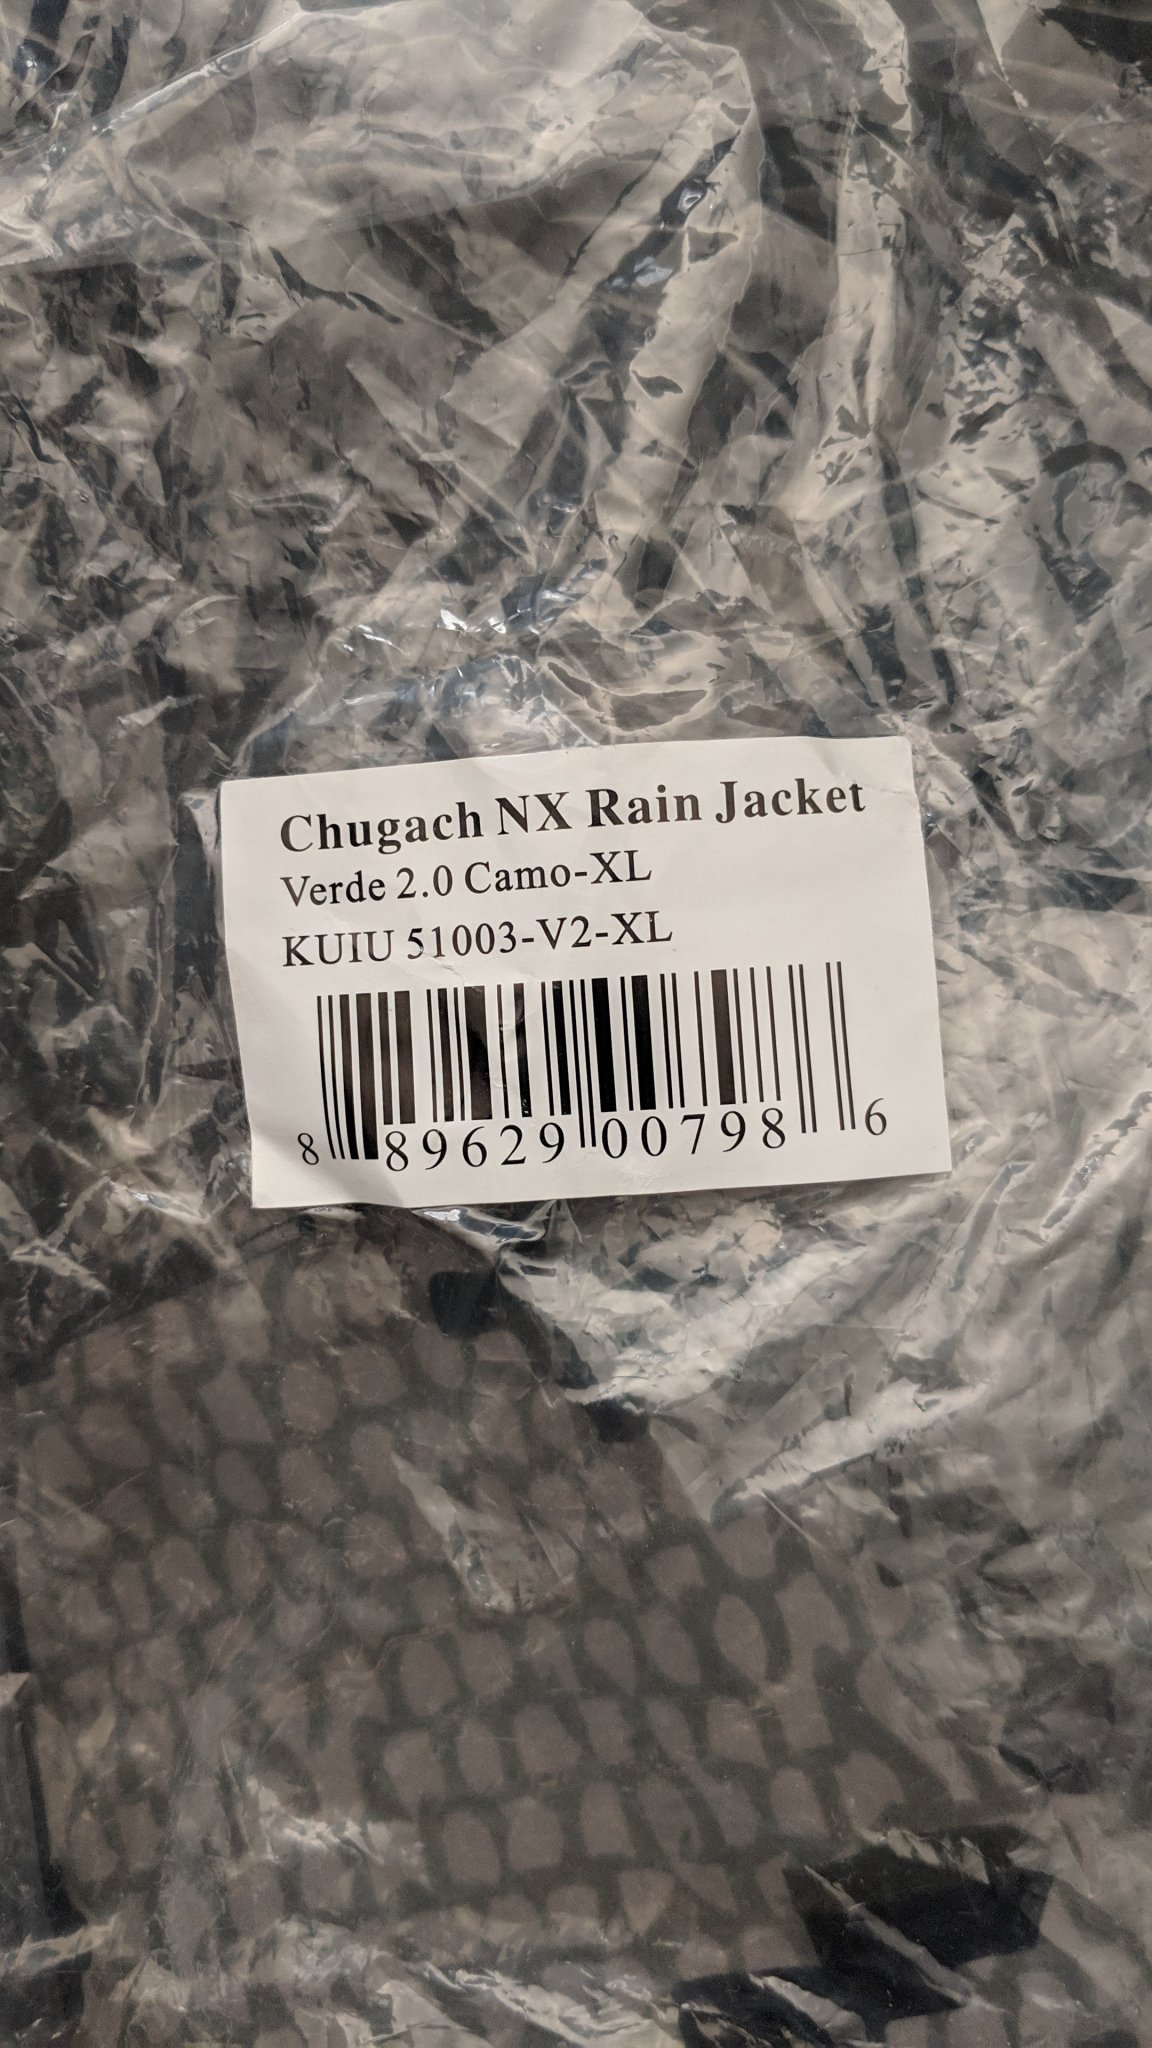 Chugach NX Rain Jacket
Verde 2.0 Camo-XL
KUIU 51003-V2-XL
8 89629 00798 6